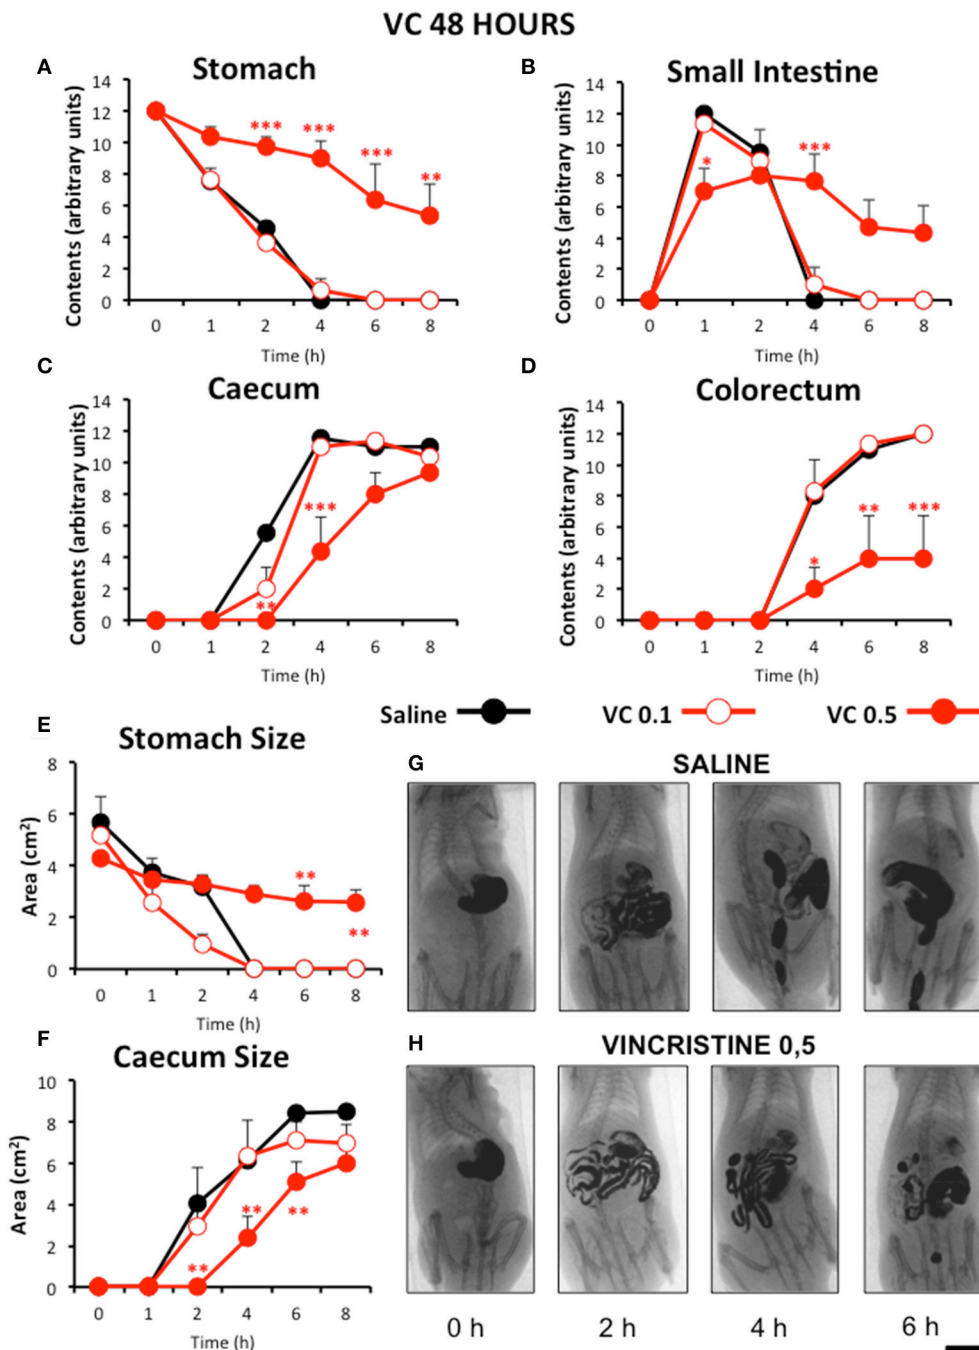 VC 48 HOURS
A
Stomach
Contents (arbitrary units)
14
12
10
8
6
4
2
0
***
***
***
**
0 1 2 4 6 8
Time (h)
B
Small Intestine
Contents (arbitrary units)
14
12
10
8
6
4
2
0
*
***
0 1 2 4 6 8
Time (h)
C
Caecum
Contents (arbitrary units)
14
12
10
8
6
4
2
0
**
***
0 1 2 4 6 8
Time (h)
D
Colorectum
Contents (arbitrary units)
14
12
10
8
6
4
2
0
*
**
***
0 1 2 4 6 8
Time (h)
Saline VC 0.1 VC 0.5
E
Stomach Size
Area (cm²)
8
6
4
2
0
**
**
0 1 2 4 6 8
Time (h)
F
Caecum Size
Area (cm²)
10
8
6
4
2
0
**
**
**
0 1 2 4 6 8
Time (h)
G
SALINE
H
VINCRISTINE 0,5
0 h 2 h 4 h 6 h